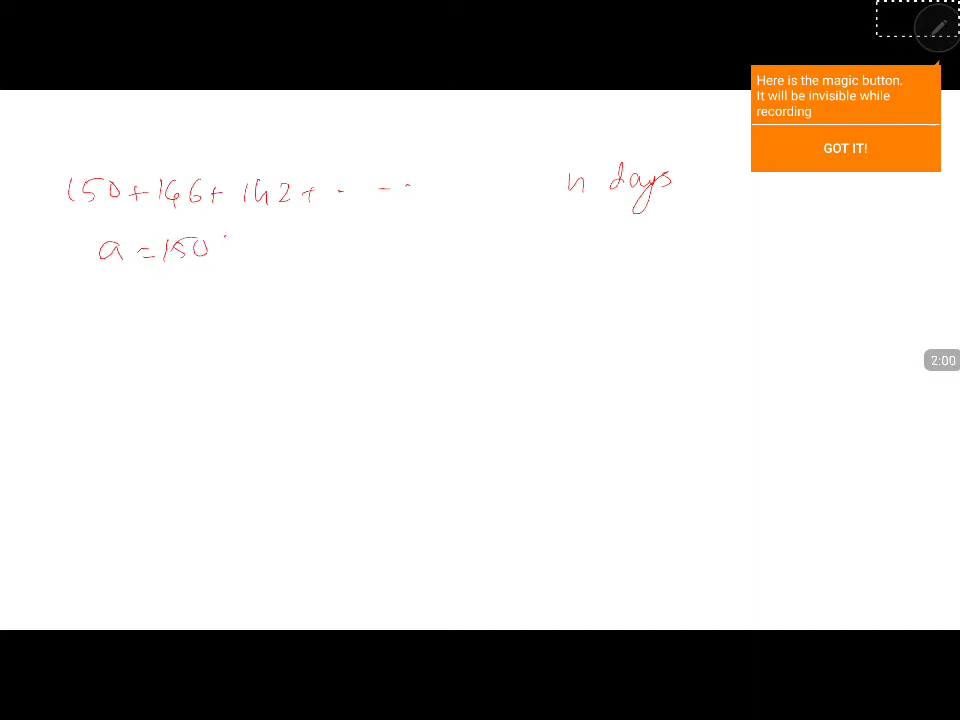 Here is the magic button.
It will be invisible while
recording
GOT IT!
150+146+142+ - - - -
n days
a = 150
2:00